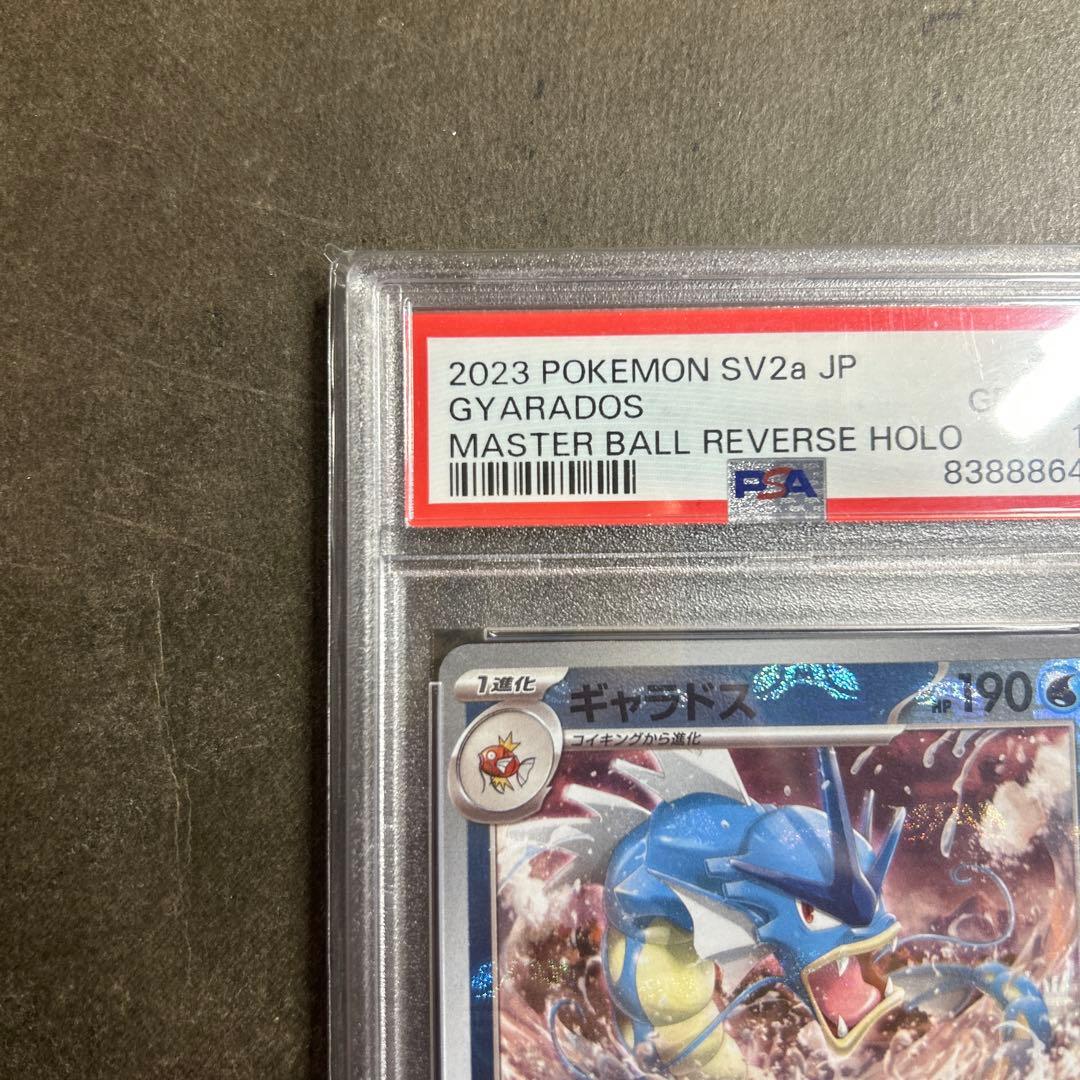 2023 POKEMON SV2a JP
GYARADOS
MASTER BALL REVERSE HOLO
8388864
PSA
1進化
ギャラドス
HP 190
コイキングから進化